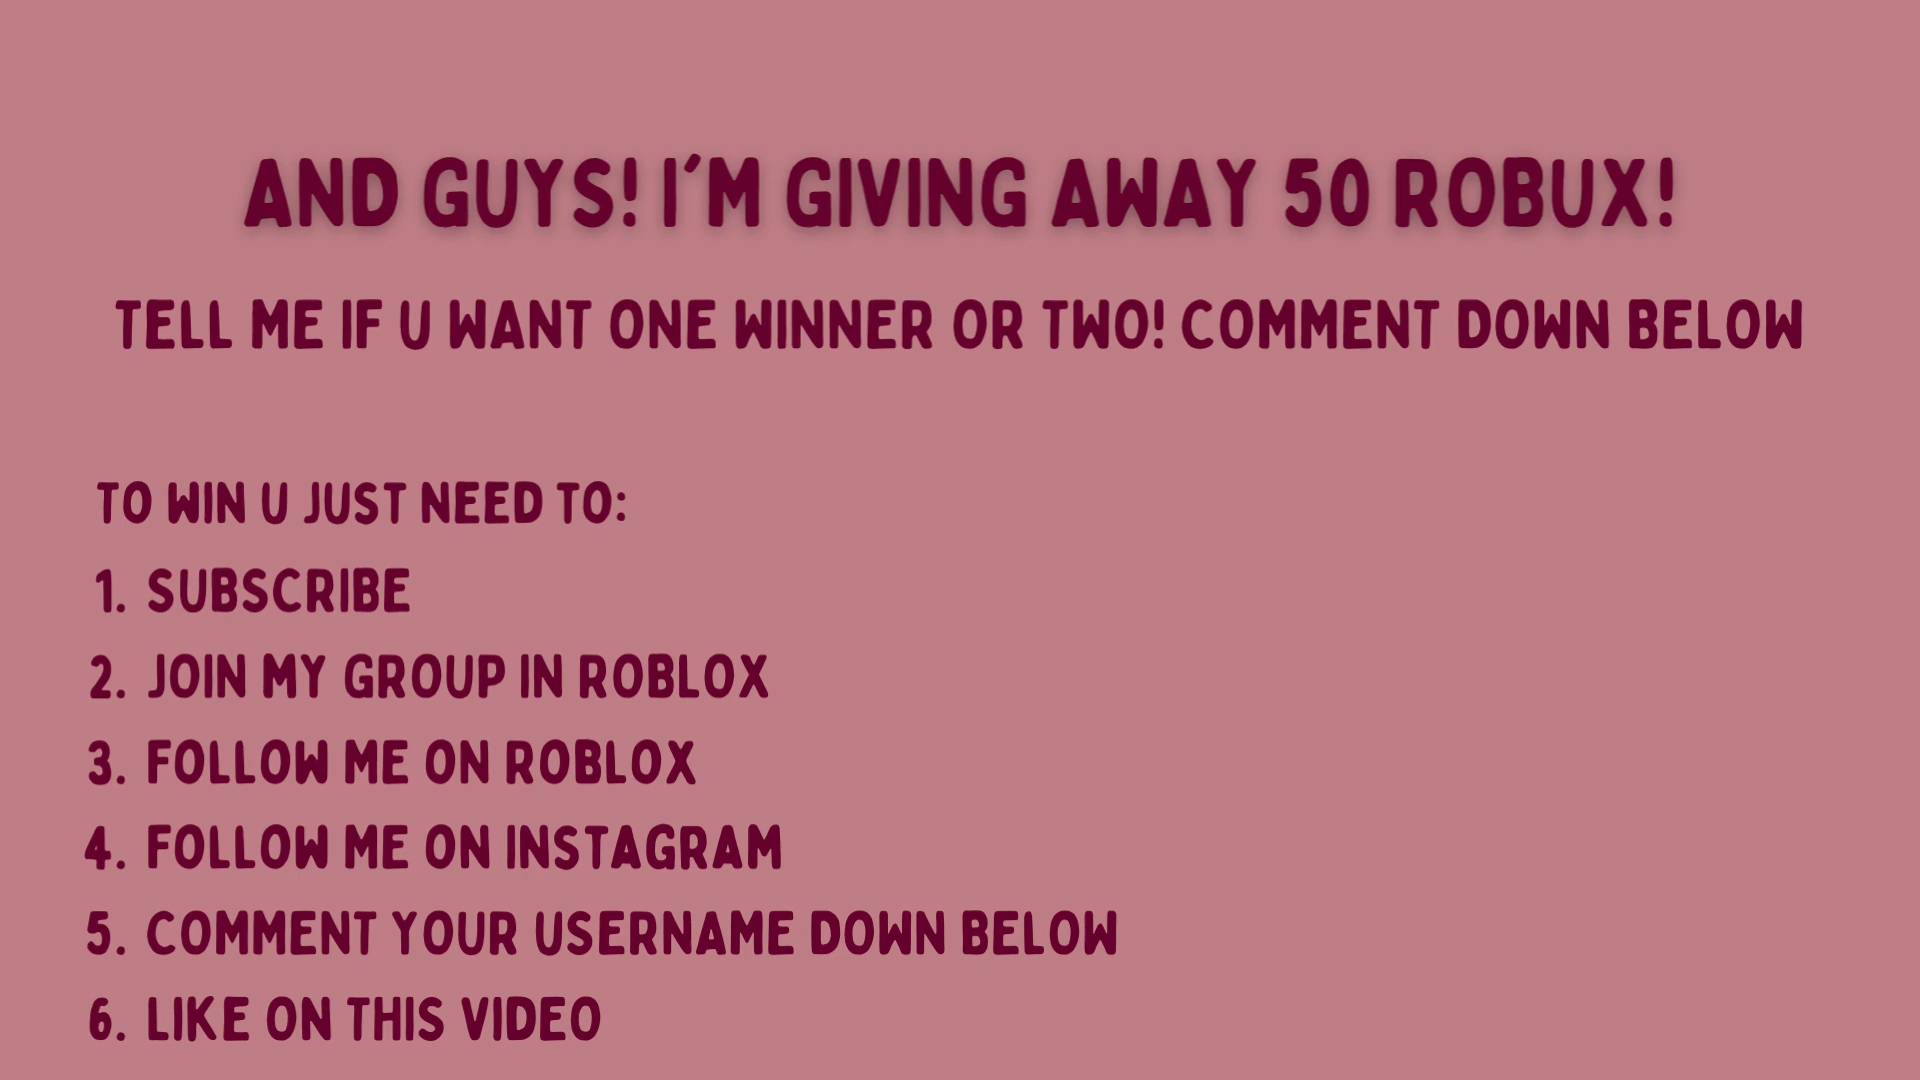 AND GUYS! I'M GIVING AWAY 50 ROBUX!
TELL ME IF U WANT ONE WINNER OR TWO! COMMENT DOWN BELOW
TO WIN U JUST NEED TO:
1. SUBSCRIBE
2. JOIN MY GROUP IN ROBLOX
3. FOLLOW ME ON ROBLOX
4. FOLLOW ME ON INSTAGRAM
5. COMMENT YOUR USERNAME DOWN BELOW
6. LIKE ON THIS VIDEO